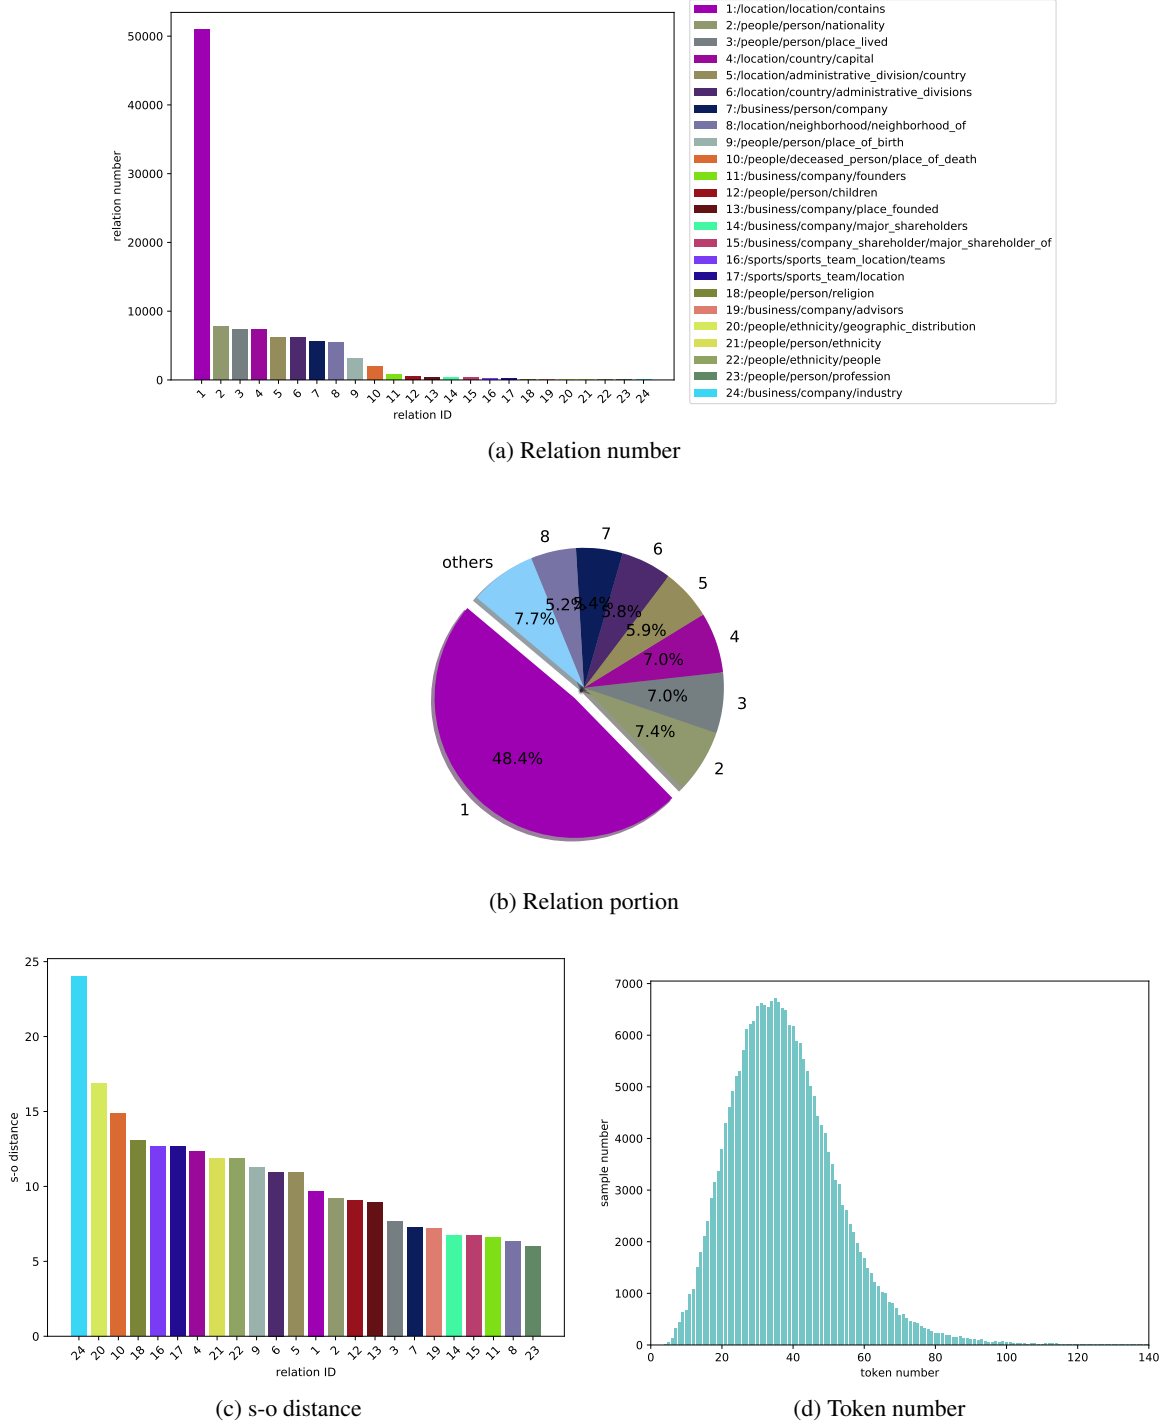 50000
40000
30000
20000
10000
0
relation number
1 2 3 4 5 6 7 8 9 10 11 12 13 14 15 16 17 18 19 20 21 22 23 24
relation ID
1:/location/location/contains
2:/people/person/nationality
3:/people/person/place_lived
4:/location/country/capital
5:/location/administrative_division/country
6:/location/country/administrative_divisions
7:/business/person/company
8:/location/neighborhood/neighborhood_of
9:/people/person/place_of_birth
10:/people/deceased_person/place_of_death
11:/business/company/founders
12:/people/person/children
13:/business/company/place_founded
14:/business/company/major_shareholders
15:/business/company_shareholder/major_shareholder_of
16:/sports/sports_team_location/teams
17:/sports/sports_team/location
18:/people/person/religion
19:/business/company/advisors
20:/people/ethnicity/geographic_distribution
21:/people/person/ethnicity
22:/people/ethnicity/people
23:/people/person/profession
24:/business/company/industry
(a) Relation number
others
8
7
6
5
4
3
2
1
7.7%
5.2%
5.4%
5.8%
5.9%
7.0%
7.0%
7.4%
48.4%
(b) Relation portion
25
20
15
10
5
0
s-o distance
24 20 10 18 16 17 4 21 22 9 6 5 1 2 12 13 3 7 19 14 15 11 8 23
relation ID
(c) s-o distance
7000
6000
5000
4000
3000
2000
1000
0
sample number
0 20 40 60 80 100 120 140
token number
(d) Token number